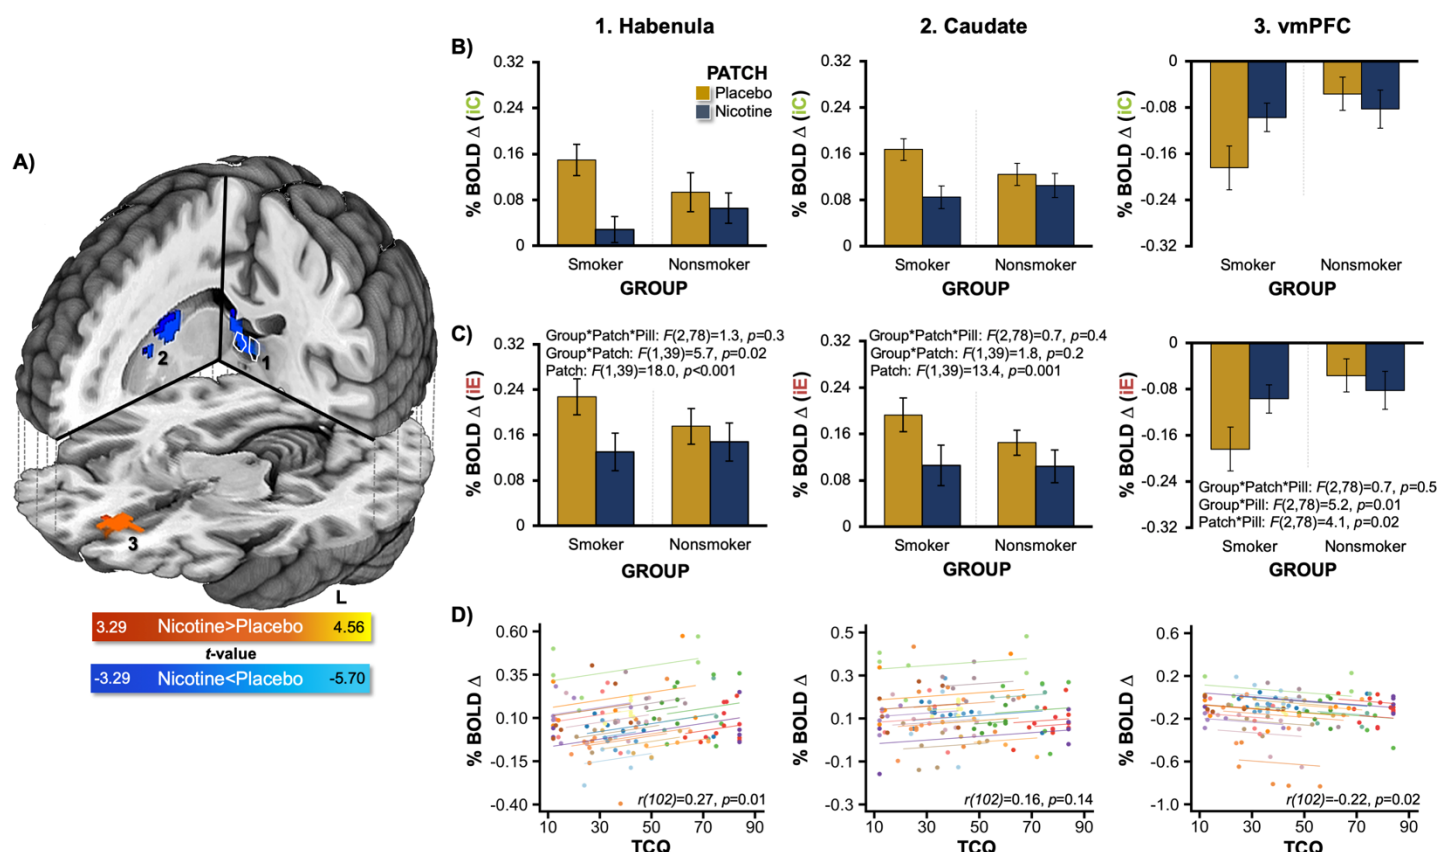 1. Habenula
2. Caudate
3. vmPFC
B)
0.32
0.24
0.16
0.08
0
% BOLD Δ (iC)
PATCH
Placebo
Nicotine
Smoker
Nonsmoker
GROUP
0.32
0.24
0.16
0.08
0
% BOLD Δ (iC)
Smoker
Nonsmoker
GROUP
0
-0.08
-0.16
-0.24
-0.32
% BOLD Δ (iC)
Smoker
Nonsmoker
GROUP
A)
2
1
3
L
3.29 Nicotine>Placebo 4.56
t-value
-3.29 Nicotine<Placebo -5.70
C)
Group*Patch*Pill: F(2,78)=1.3, p=0.3
Group*Patch: F(1,39)=5.7, p=0.02
Patch: F(1,39)=18.0, p<0.001
0.32
0.24
0.16
0.08
0
% BOLD Δ (iE)
Smoker
Nonsmoker
GROUP
Group*Patch*Pill: F(2,78)=0.7, p=0.4
Group*Patch: F(1,39)=1.8, p=0.2
Patch: F(1,39)=13.4, p=0.001
0.32
0.24
0.16
0.08
0
% BOLD Δ (iE)
Smoker
Nonsmoker
GROUP
0
-0.08
-0.16
-0.24
-0.32
% BOLD Δ (iE)
Group*Patch*Pill: F(2,78)=0.7, p=0.5
Group*Pill: F(2,78)=5.2, p=0.01
Patch*Pill: F(2,78)=4.1, p=0.02
Smoker
Nonsmoker
GROUP
D)
0.60
0.35
0.10
-0.15
-0.40
% BOLD Δ
r(102)=0.27, p=0.01
10 30 50 70 90
TCQ
0.5
0.3
0.1
-0.1
-0.3
% BOLD Δ
r(102)=0.16, p=0.14
10 30 50 70 90
TCQ
0.6
0.2
-0.2
-0.6
-1.0
% BOLD Δ
r(102)=-0.22, p=0.02
10 30 50 70 90
TCQ